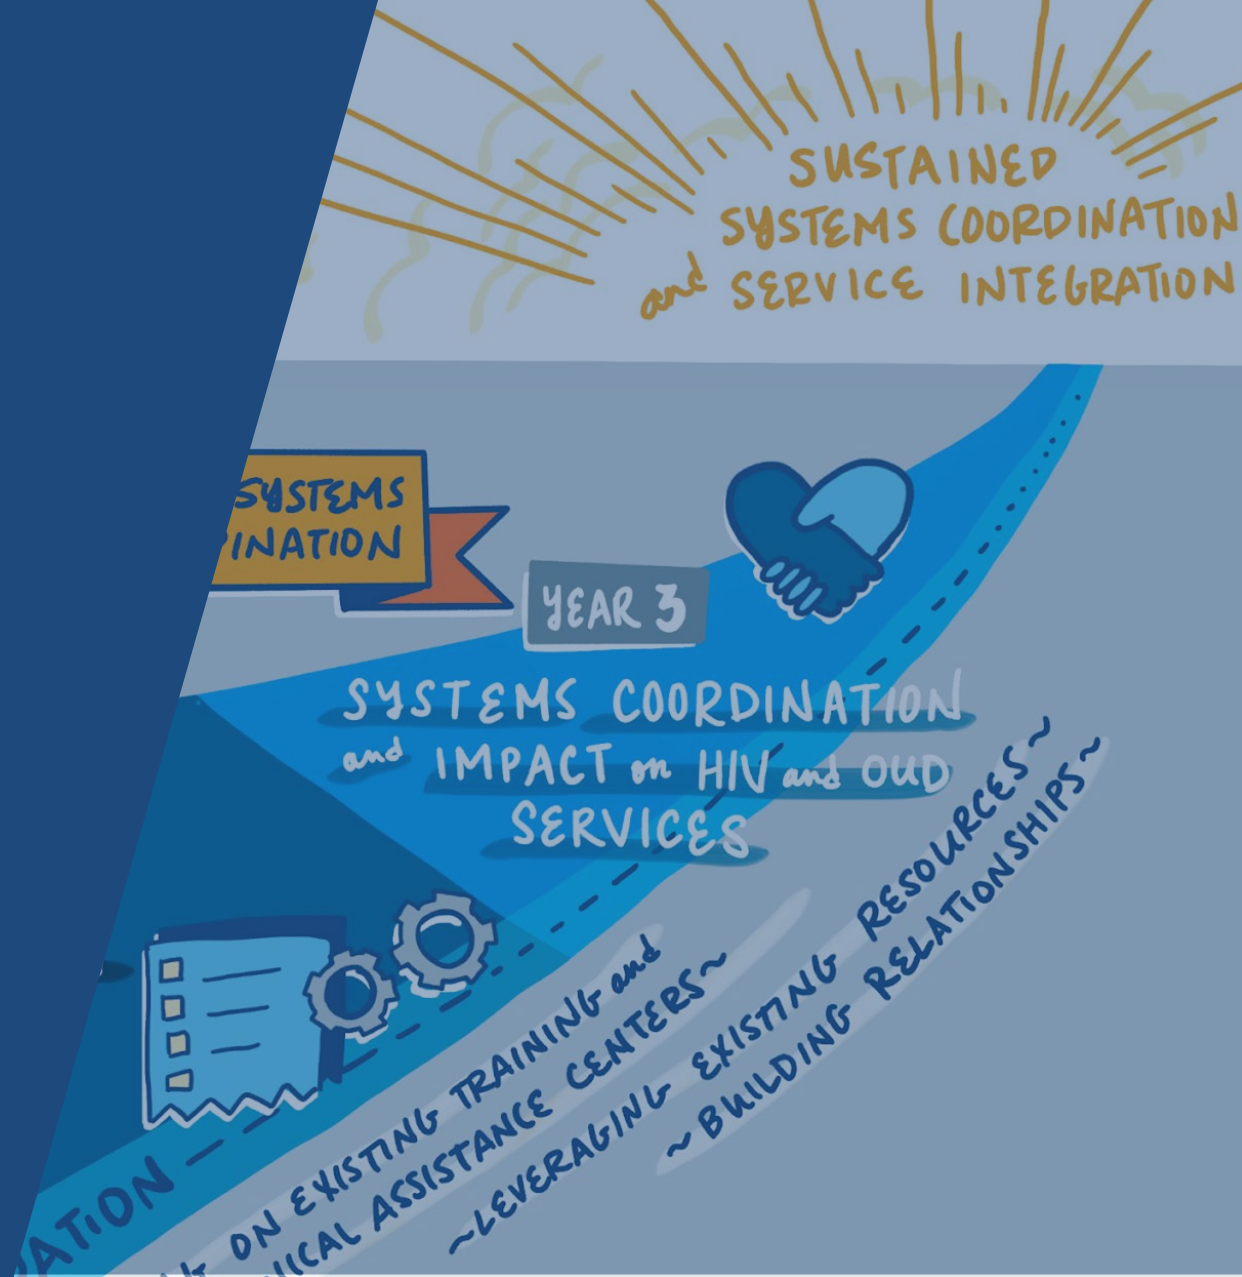 SUSTAINED
SYSTEMS COORDINATION
and SERVICE INTEGRATION
SYSTEMS
INATION
YEAR 3
SYSTEMS COORDINATION
and IMPACT on HIV and OUD
SERVICES
ATION
ON EXISTING TRAINING and
NICAL ASSISTANCE CENTERS~
~LEVERAGING EXISTING RESOURCES~
~BUILDING RELATIONSHIPS~